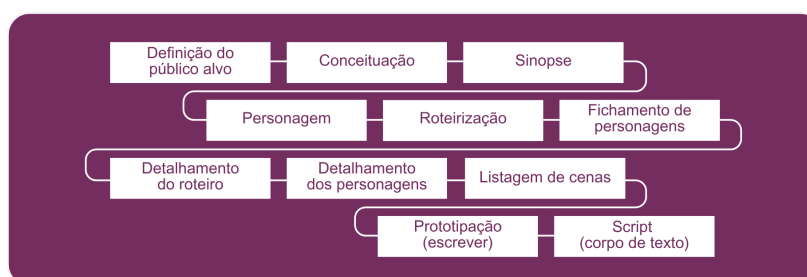 Definição do
público alvo
Conceituação
Sinopse
Personagem
Roteirização
Fichamento de
personagens
Detalhamento
do roteiro
Detalhamento
dos personagens
Listagem de cenas
Prototipação
(escrever)
Script
(corpo de texto)